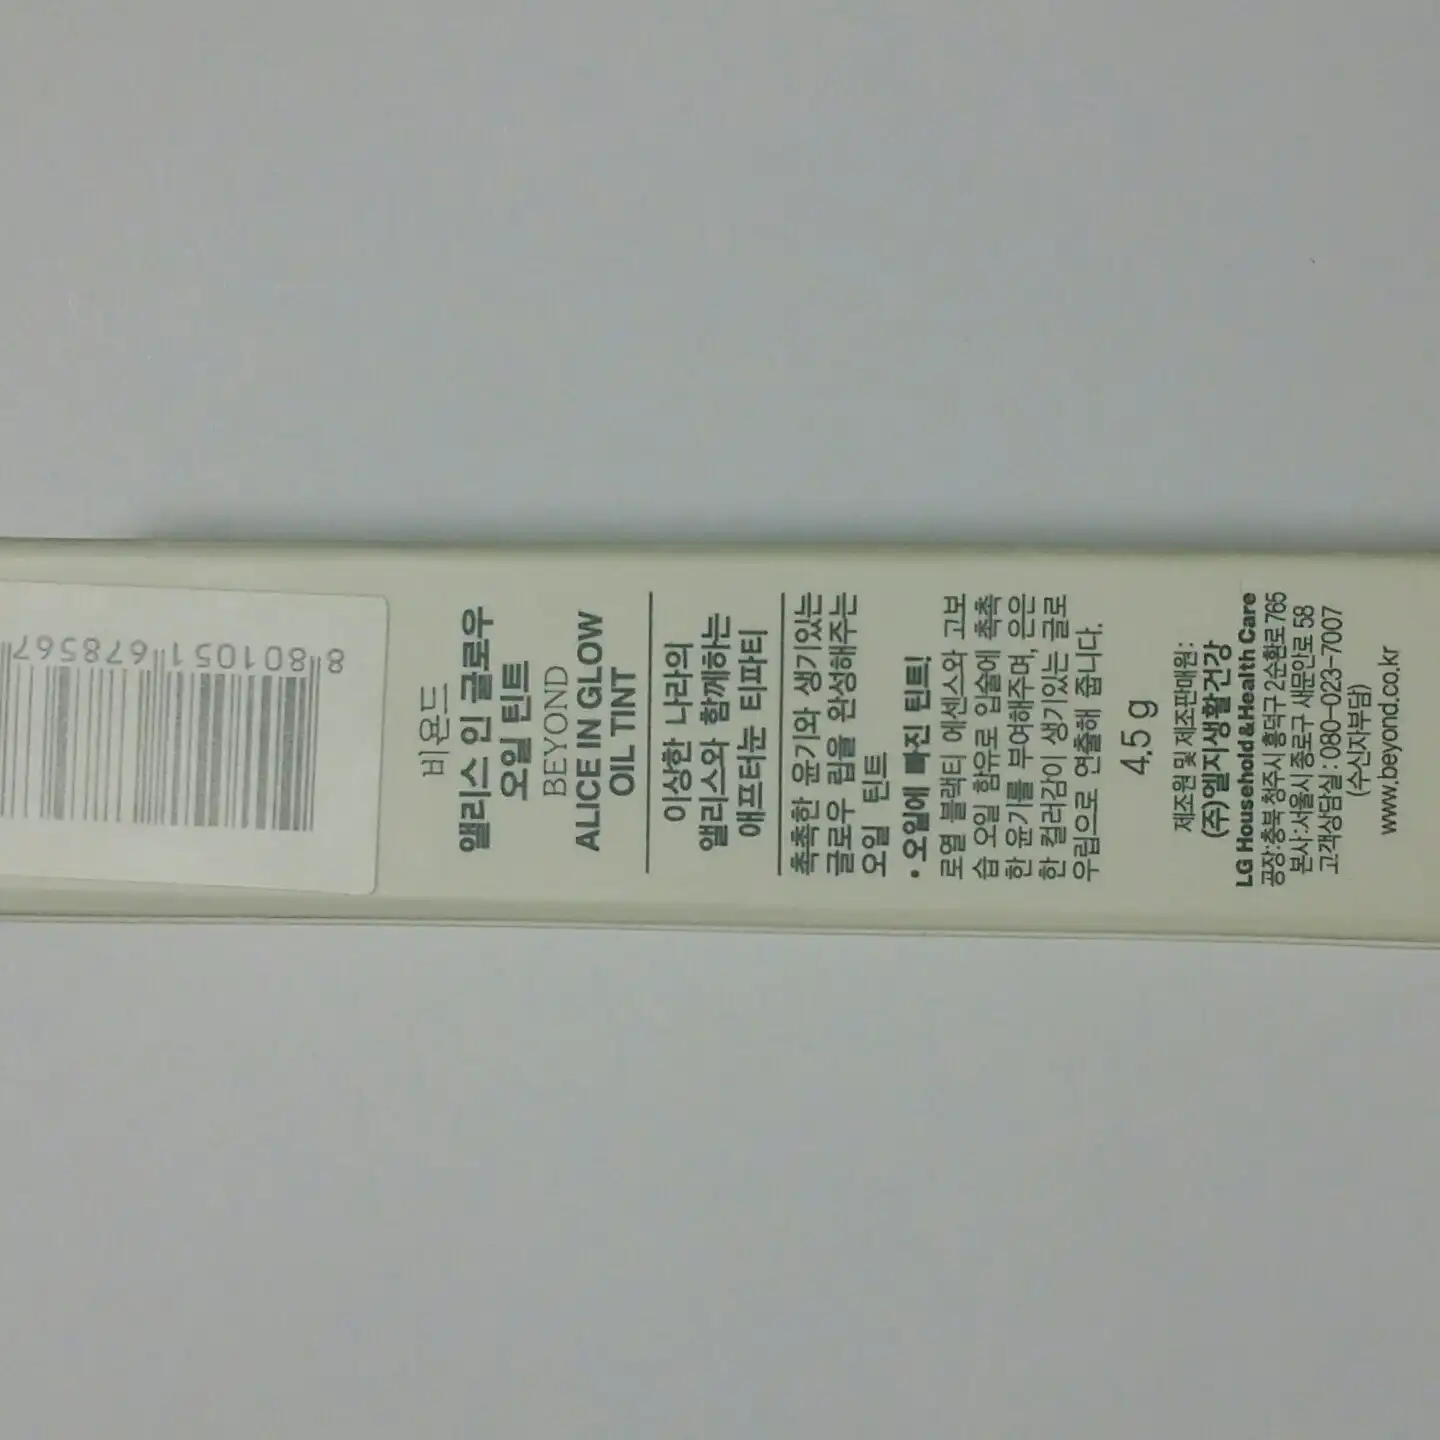 8 801051 678567
비욘드
앨리스 인 글로우
오일 틴트
BEYOND
ALICE IN GLOW
OIL TINT
이상한 나라의
앨리스와 함께하는
애프터눈 티파티
촉촉한 윤기와 생기있는
글로우 립을 완성해주는
오일 틴트
• 오일에 빠진 틴트!
로열 블랙티 에센스와 고보
습 오일 함유로 입술에 촉촉
한 윤기를 부여해주며, 은은
한 컬러감이 생기있는 글로
우립으로 연출해 줍니다.
4.5 g
제조원 및 제조판매원:
(주)엘지생활건강
LG Household & Health Care
공장:충북 청주시 흥덕구 2순환로 765
본사:서울시 종로구 새문안로 58
고객상담실 : 080-023-7007
(수신자부담)
www.beyond.co.kr